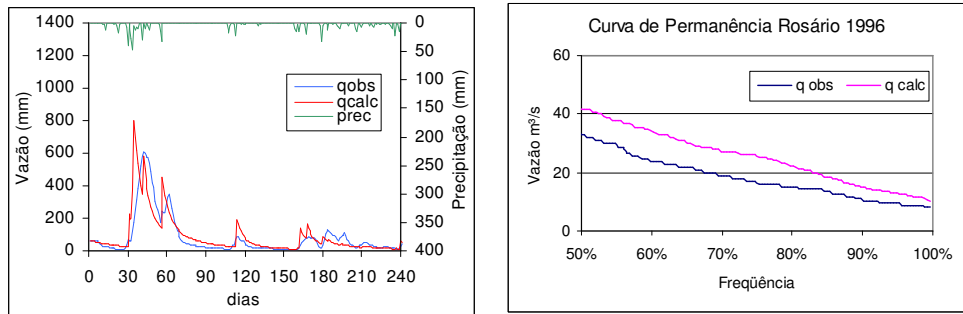 1400
1200
1000
800
600
400
200
0
Vazão (mm)
qobs
qcalc
prec
0
50
100
150
200
250
300
350
400
Precipitação (mm)
0 30 60 90 120 150 180 210 240
dias
Curva de Permanência Rosário 1996
q obs q calc
60
40
20
0
Vazão m³/s
50% 60% 70% 80% 90% 100%
Freqüência